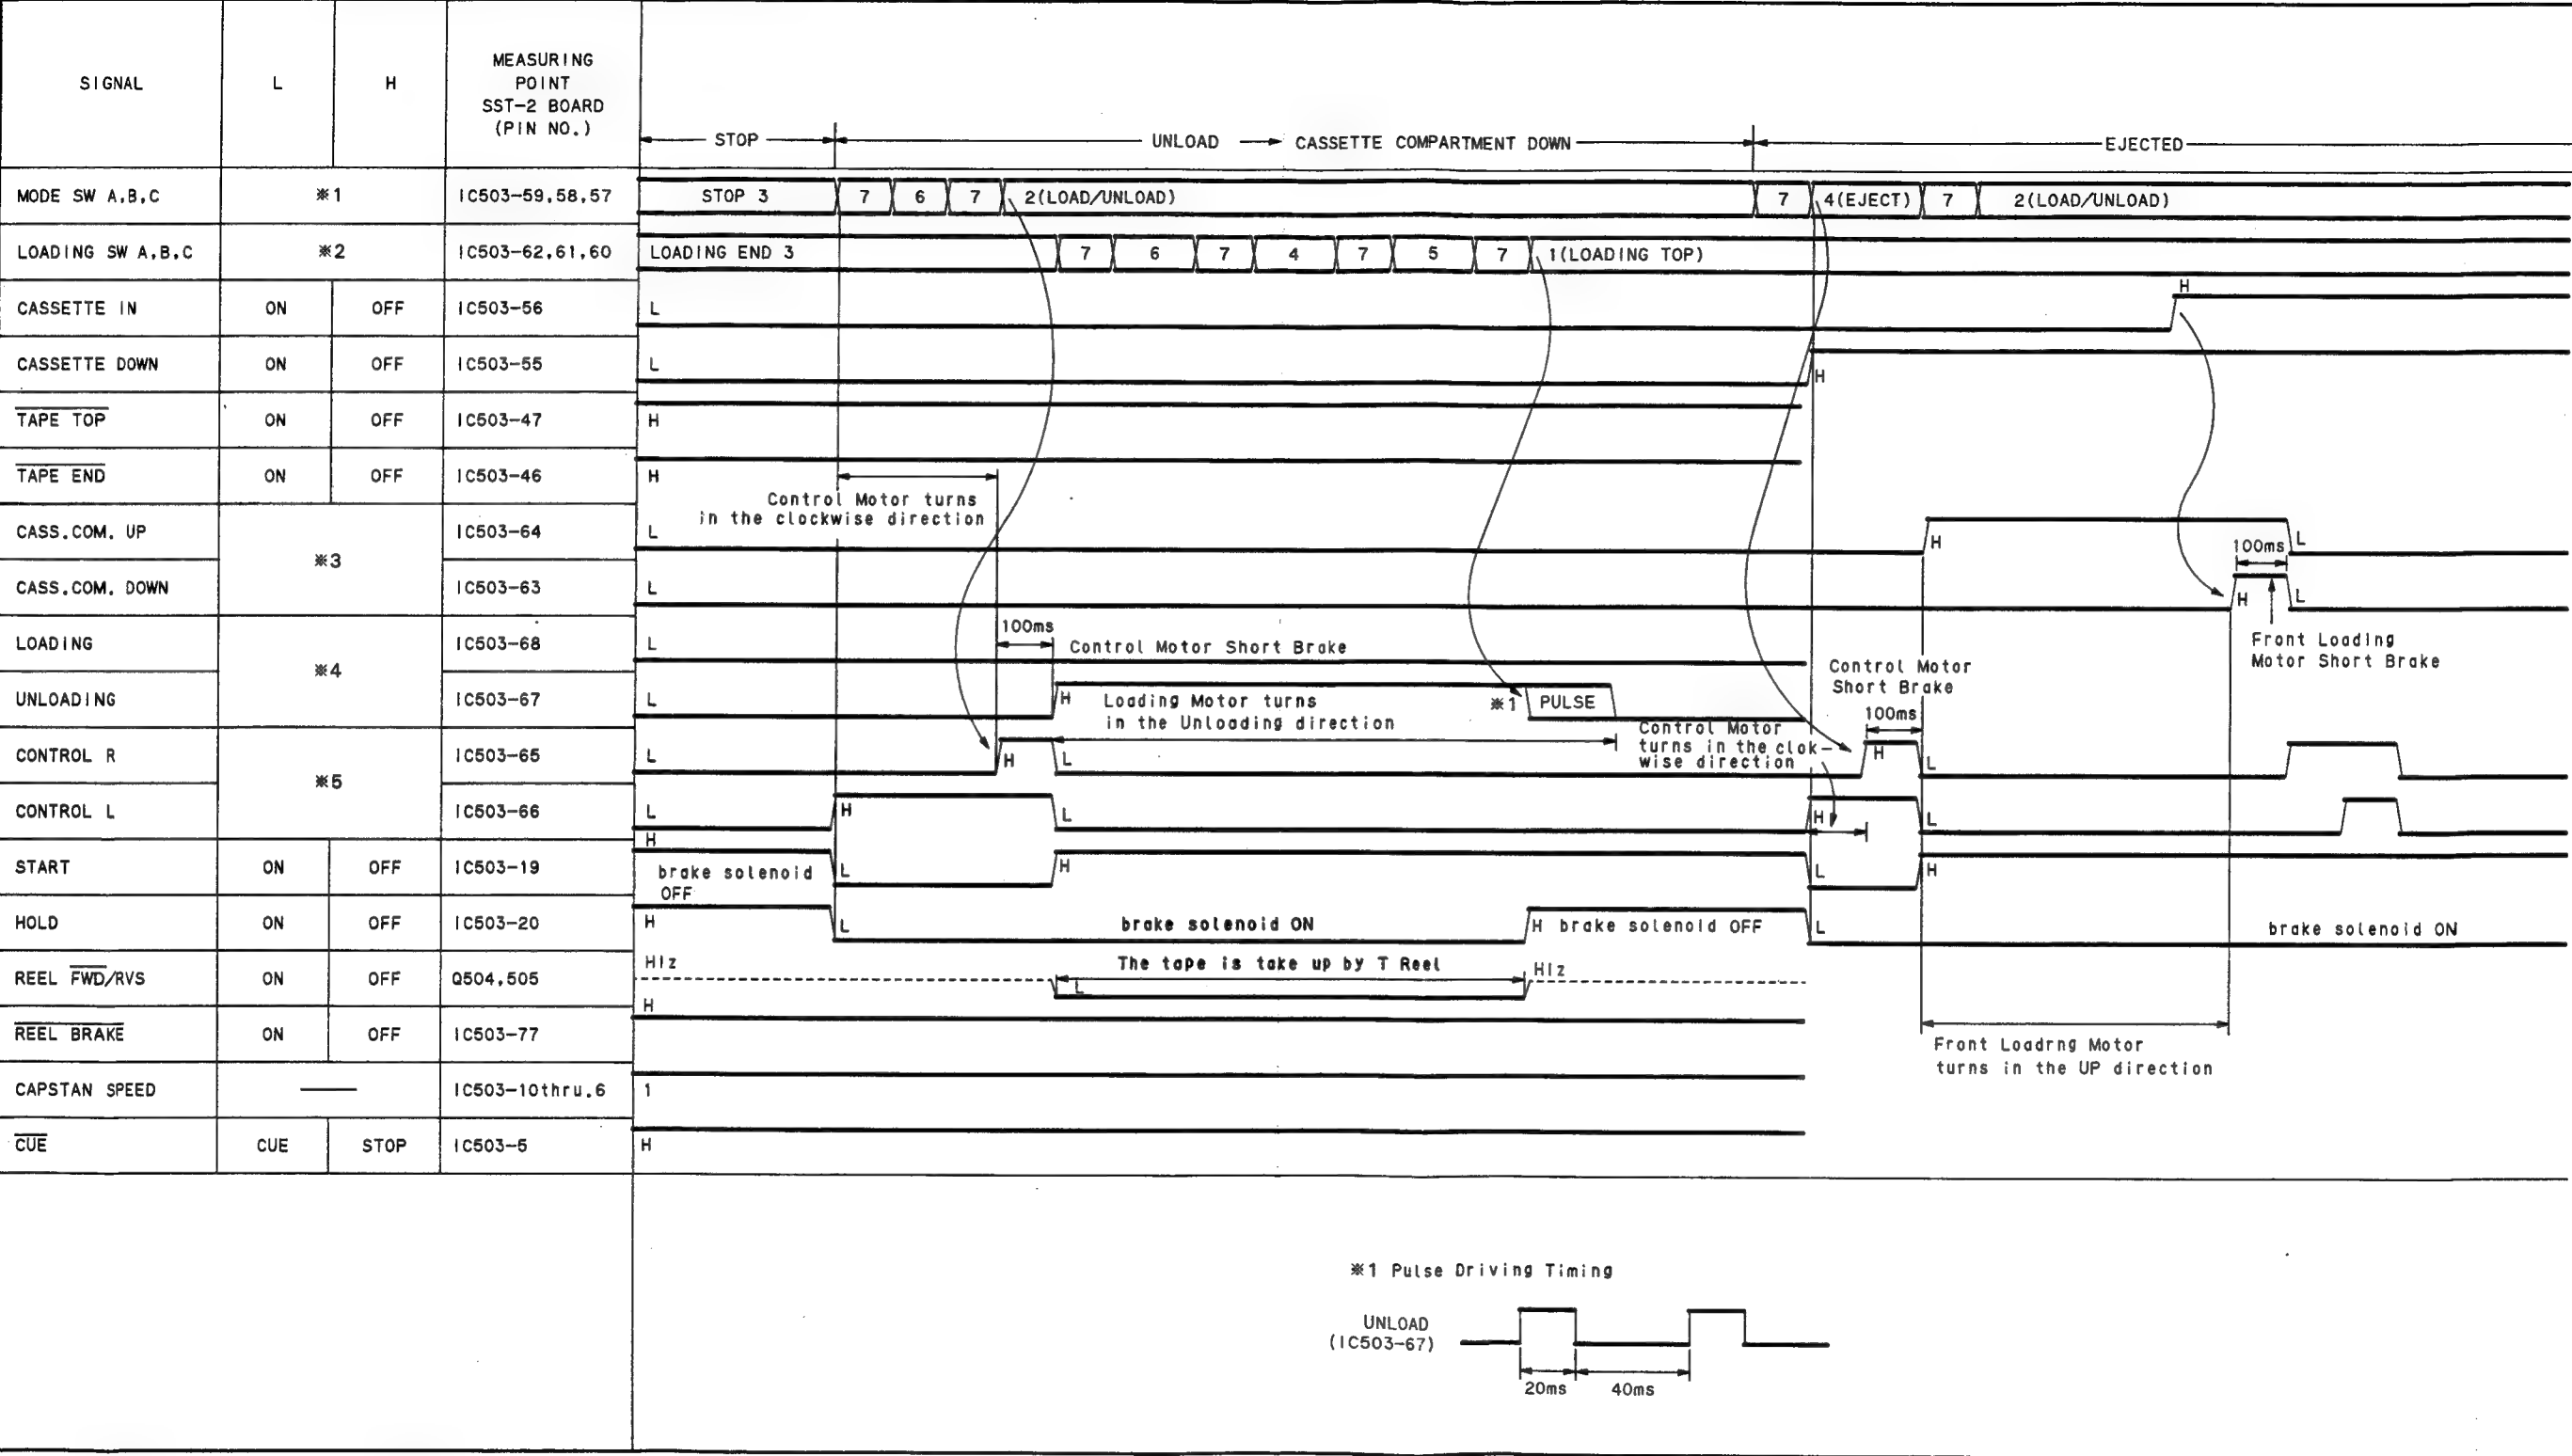 SIGNAL L H MEASURING
POINT
SST-2 BOARD
(PIN NO.)
STOP UNLOAD → CASSETTE COMPARTMENT DOWN EJECTED
MODE SW A,B,C ※1 IC503-59,58,57 STOP 3 7 6 7 2(LOAD/UNLOAD) 7 4(EJECT) 7 2(LOAD/UNLOAD)
LOADING SW A,B,C ※2 IC503-62,61,60 LOADING END 3 7 6 7 4 7 5 7 1(LOADING TOP)
CASSETTE IN ON OFF IC503-56 L H
CASSETTE DOWN ON OFF IC503-55 L H
TAPE TOP ON OFF IC503-47 H
TAPE END ON OFF IC503-46 H
Control Motor turns
in the clockwise direction
CASS.COM. UP ※3 IC503-64 L H L
100ms
CASS.COM. DOWN IC503-63 L H L
Front Loading
Motor Short Brake
LOADING ※4 IC503-68 L
100ms
Control Motor Short Brake
Control Motor
Short Brake
UNLOADING IC503-67 L H Loading Motor turns
in the Unloading direction
※1 PULSE
100ms
CONTROL R ※5 IC503-65 L H L H L
Control Motor
turns in the clok-
wise direction
CONTROL L IC503-66 L H L H L
START ON OFF IC503-19 H L H L H
brake solenoid
OFF
HOLD ON OFF IC503-20 H L brake solenoid ON H brake solenoid OFF L brake solenoid ON
REEL FWD/RVS ON OFF Q504,505 HIz The tape is take up by T Reel L HIz
REEL BRAKE ON OFF IC503-77 H
Front Loadrng Motor
turns in the UP direction
CAPSTAN SPEED —— IC503-10thru.6 1
CUE CUE STOP IC503-5 H
※1 Pulse Driving Timing
UNLOAD
(IC503-67)
20ms 40ms